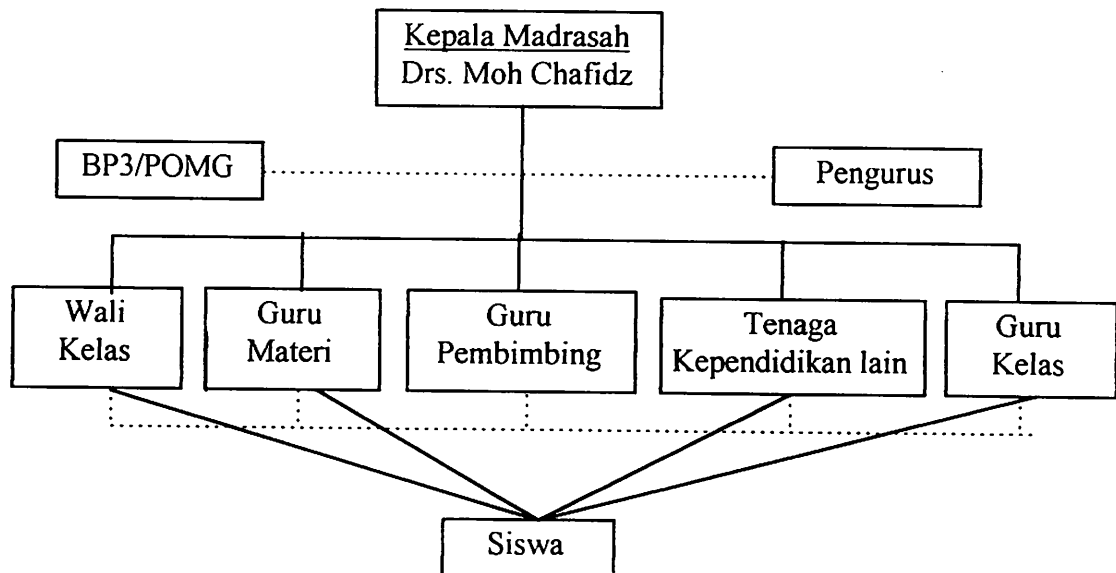 Kepala Madrasah
Drs. Moh Chafidz
BP3/POMG
Pengurus
Wali
Kelas
Guru
Materi
Guru
Pembimbing
Tenaga
Kependidikan lain
Guru
Kelas
Siswa